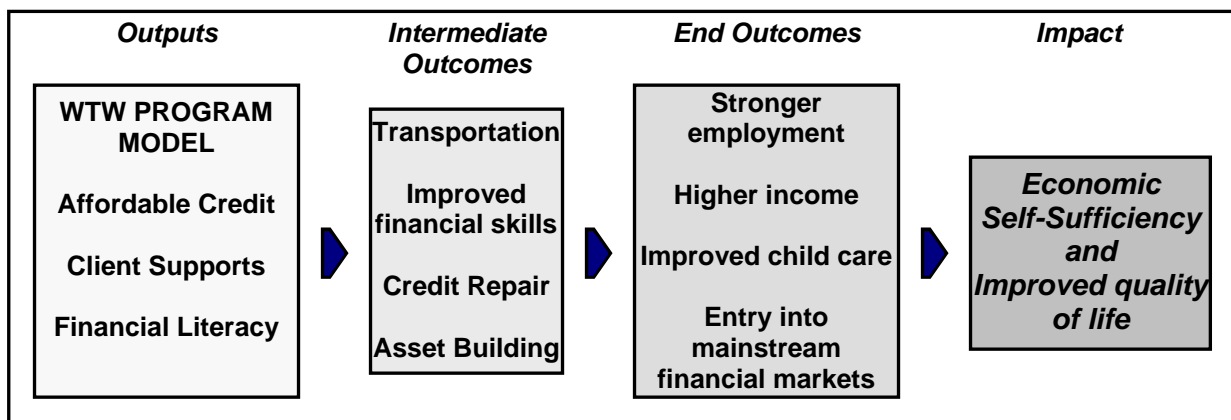 Outputs
WTW PROGRAM
MODEL
Affordable Credit
Client Supports
Financial Literacy
Intermediate
Outcomes
Transportation
Improved
financial skills
Credit Repair
Asset Building
End Outcomes
Stronger
employment
Higher income
Improved child care
Entry into
mainstream
financial markets
Impact
Economic
Self-Sufficiency
and
Improved quality
of life